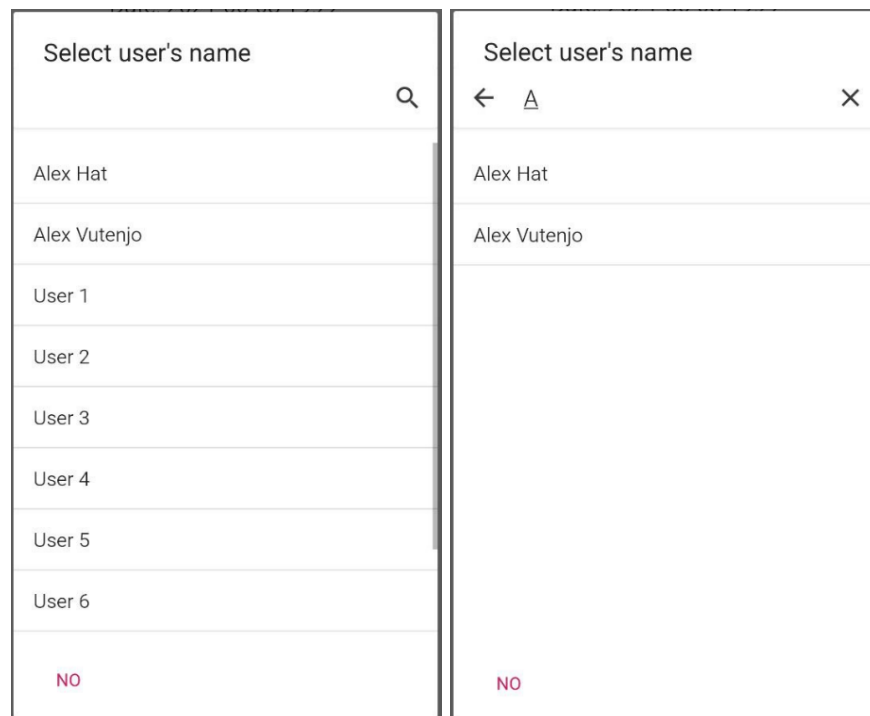 Select user's name
Alex Hat
Alex Vutenjo
User 1
User 2
User 3
User 4
User 5
User 6
NO
Select user's name
A
Alex Hat
Alex Vutenjo
NO